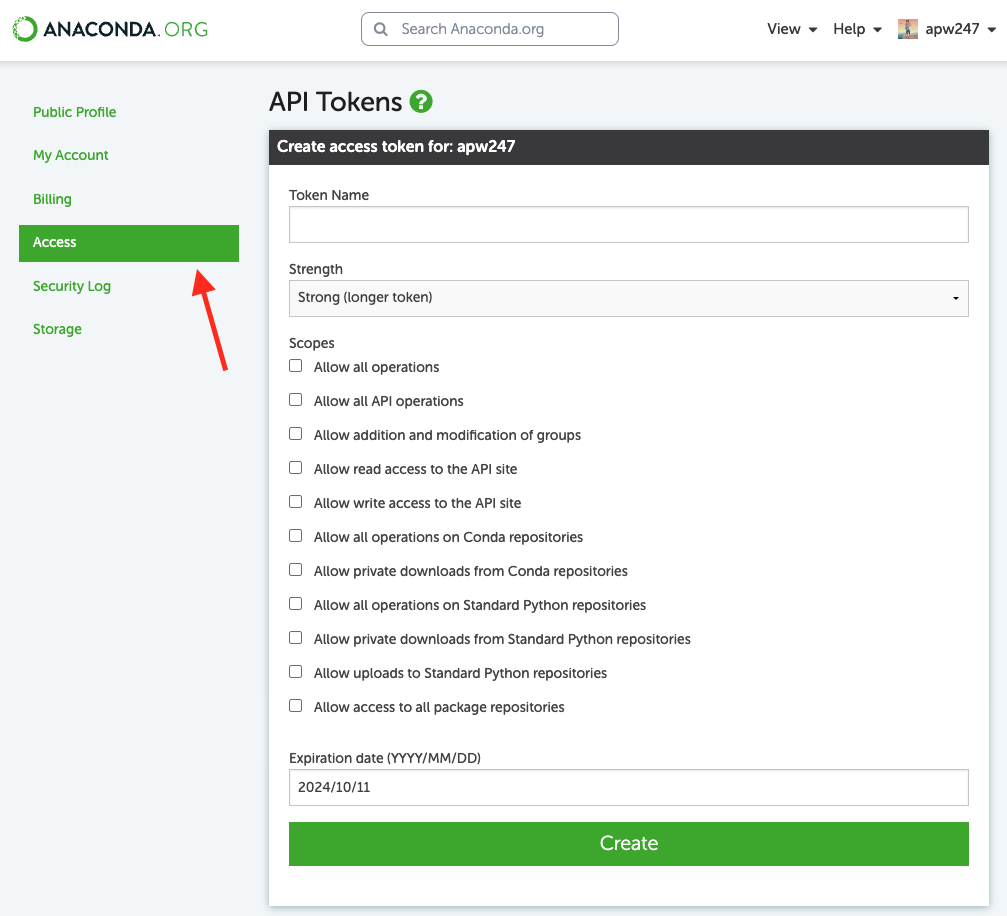 ANACONDA.ORG
Search Anaconda.org
View
Help
apw247
Public Profile
My Account
Billing
Access
Security Log
Storage
API Tokens ?
Create access token for: apw247
Token Name
Strength
Strong (longer token)
Scopes
Allow all operations
Allow all API operations
Allow addition and modification of groups
Allow read access to the API site
Allow write access to the API site
Allow all operations on Conda repositories
Allow private downloads from Conda repositories
Allow all operations on Standard Python repositories
Allow private downloads from Standard Python repositories
Allow uploads to Standard Python repositories
Allow access to all package repositories
Expiration date (YYYY/MM/DD)
2024/10/11
Create